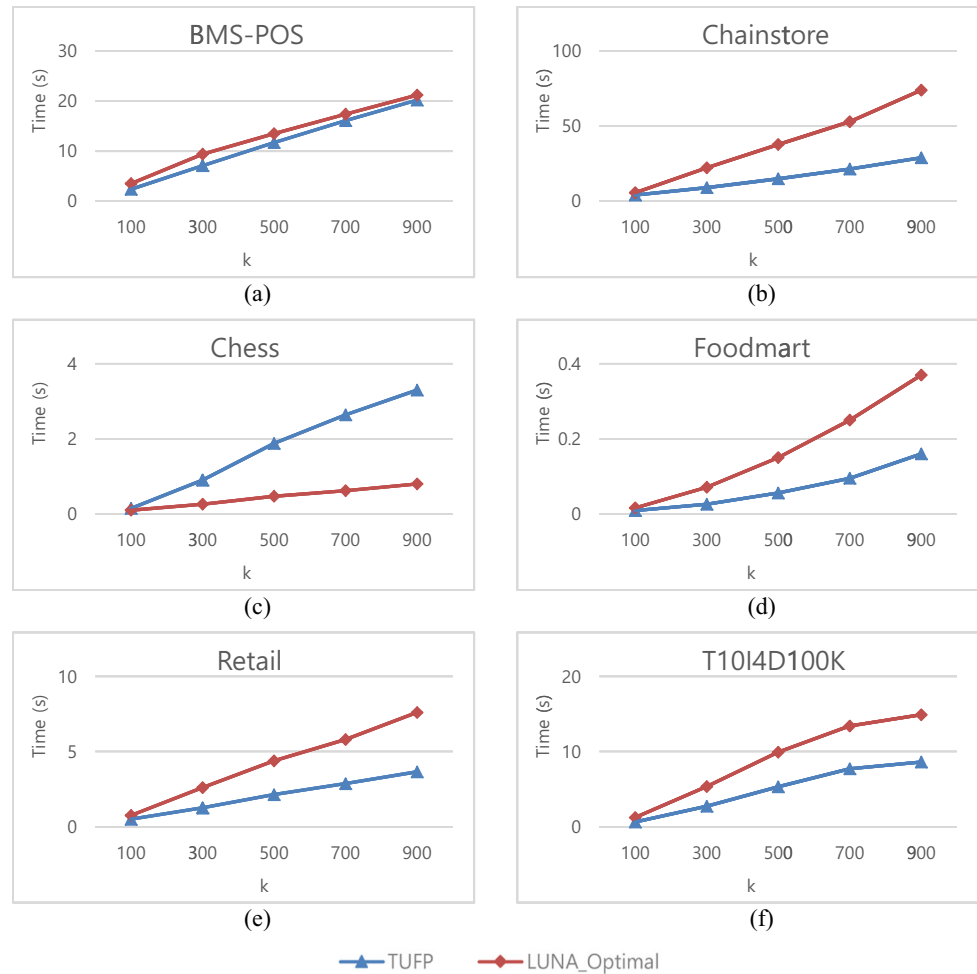 BMS-POS
Time (s)
30
20
10
0
100 300 500 700 900
k
(a)
Chainstore
Time (s)
100
50
0
100 300 500 700 900
k
(b)
Chess
Time (s)
4
2
0
100 300 500 700 900
k
(c)
Foodmart
Time (s)
0.4
0.2
0
100 300 500 700 900
k
(d)
Retail
Time (s)
10
5
0
100 300 500 700 900
k
(e)
T10I4D100K
Time (s)
20
10
0
100 300 500 700 900
k
(f)
TUFP LUNA_Optimal